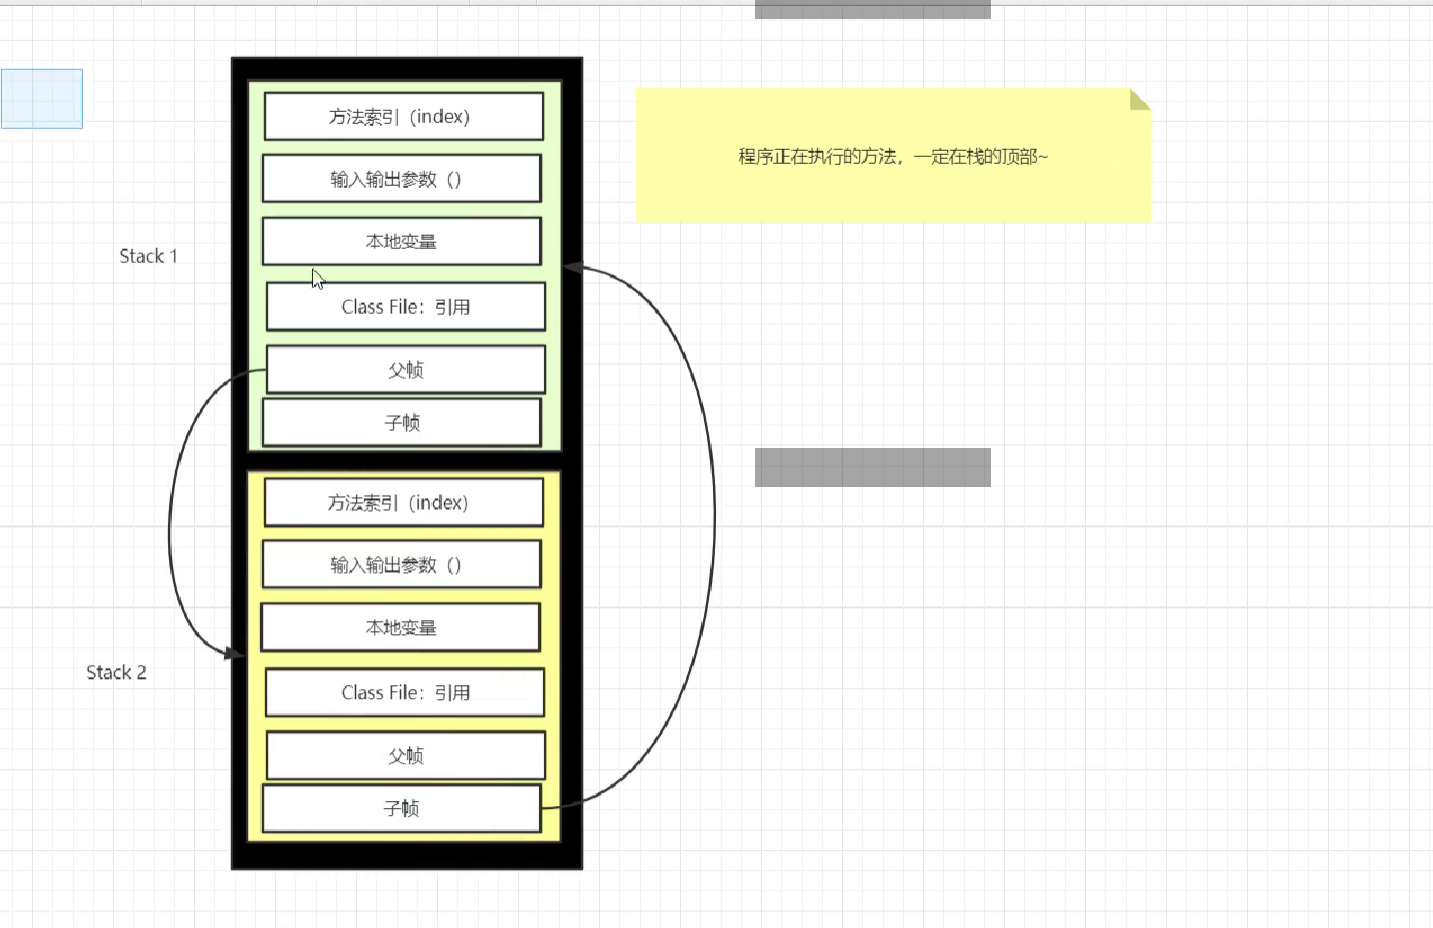 方法索引（index）
输入输出参数（）
本地变量
Stack 1
Class File：引用
父帧
子帧
程序正在执行的方法，一定在栈的顶部~
方法索引（index）
输入输出参数（）
本地变量
Stack 2
Class File：引用
父帧
子帧